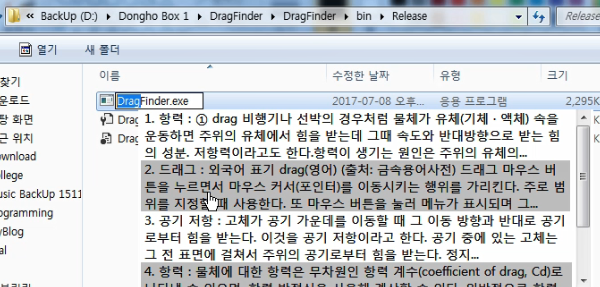 BackUp (D:) ▸ Dongho Box 1 ▸ DragFinder ▸ DragFinder ▸ bin ▸ Release
Release
열기 새 폴더
이름 수정한 날짜 유형 크기
찾기
운로드
탕 화면
근 위치
college
usic BackUp 1511
ogramming
yBlog
nal
DragFinder.exe 2017-07-08 오후... 응용 프로그램 2,295K
Drag
Drag
1. 항력 : ① drag 비행기나 선박의 경우처럼 물체가 유체(기체ㆍ액체) 속을
운동하면 주위의 유체에서 힘을 받는데 그때 속도와 반대방향으로 받는 힘
의 성분. 저항력이라고도 한다.항력이 생기는 원인은 주위의 유체의...
2. 드래그 : 외국어 표기 drag(영어) (출처: 금속용어사전) 드래그 마우스 버
튼을 누르면서 마우스 커서(포인터)를 이동시키는 행위를 가리킨다. 주로 범
위를 지정할 때 사용한다. 또 마우스 버튼을 눌러 메뉴가 표시되며 그...
3. 공기 저항 : 고체가 공기 가운데를 이동할 때 그 이동 방향과 반대로 공기
로부터 힘을 받는다. 이것을 공기 저항이라고 한다. 공기 중에 있는 고체는
그 전 표면에 걸쳐서 주위의 공기로부터 힘을 받는다. 정지...
4. 항력 : 물체에 대한 항력은 무차원인 항력 계수(coefficient of drag, Cd)로